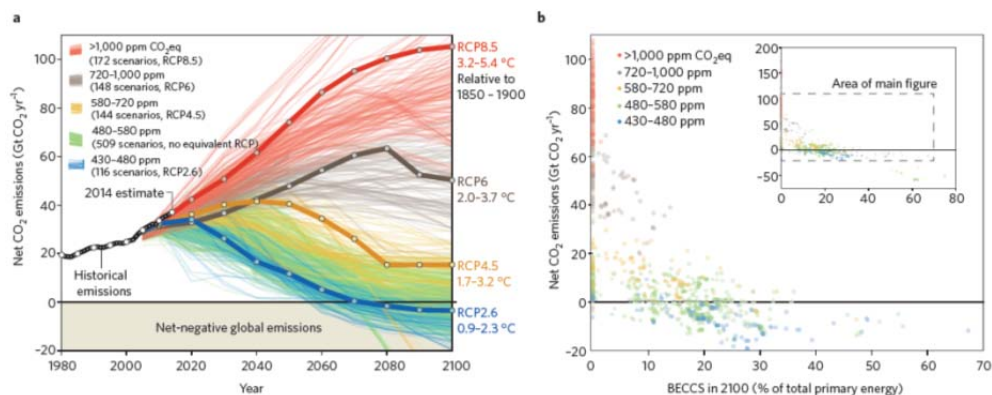 a
Net CO₂ emissions (Gt CO₂ yr⁻¹)
100
80
60
40
20
0
-20
>1,000 ppm CO₂eq
(172 scenarios, RCP8.5)
720–1,000 ppm
(148 scenarios, RCP6)
580–720 ppm
(144 scenarios, RCP4.5)
480–580 ppm
(509 scenarios, no equivalent RCP)
430–480 ppm
(116 scenarios, RCP2.6)
2014 estimate
Historical
emissions
Net-negative global emissions
RCP8.5
3.2–5.4 °C
Relative to
1850 – 1900
RCP6
2.0–3.7 °C
RCP4.5
1.7–3.2 °C
RCP2.6
0.9–2.3 °C
1980
2000
2020
2040
2060
2080
2100
Year
b
Net CO₂ emissions (Gt CO₂ yr⁻¹)
100
80
60
40
20
0
-20
>1,000 ppm CO₂eq
720–1,000 ppm
580–720 ppm
480–580 ppm
430–480 ppm
200
150
100
50
0
-50
Area of main figure
0
20
40
60
80
0
10
20
30
40
50
60
70
BECCS in 2100 (% of total primary energy)